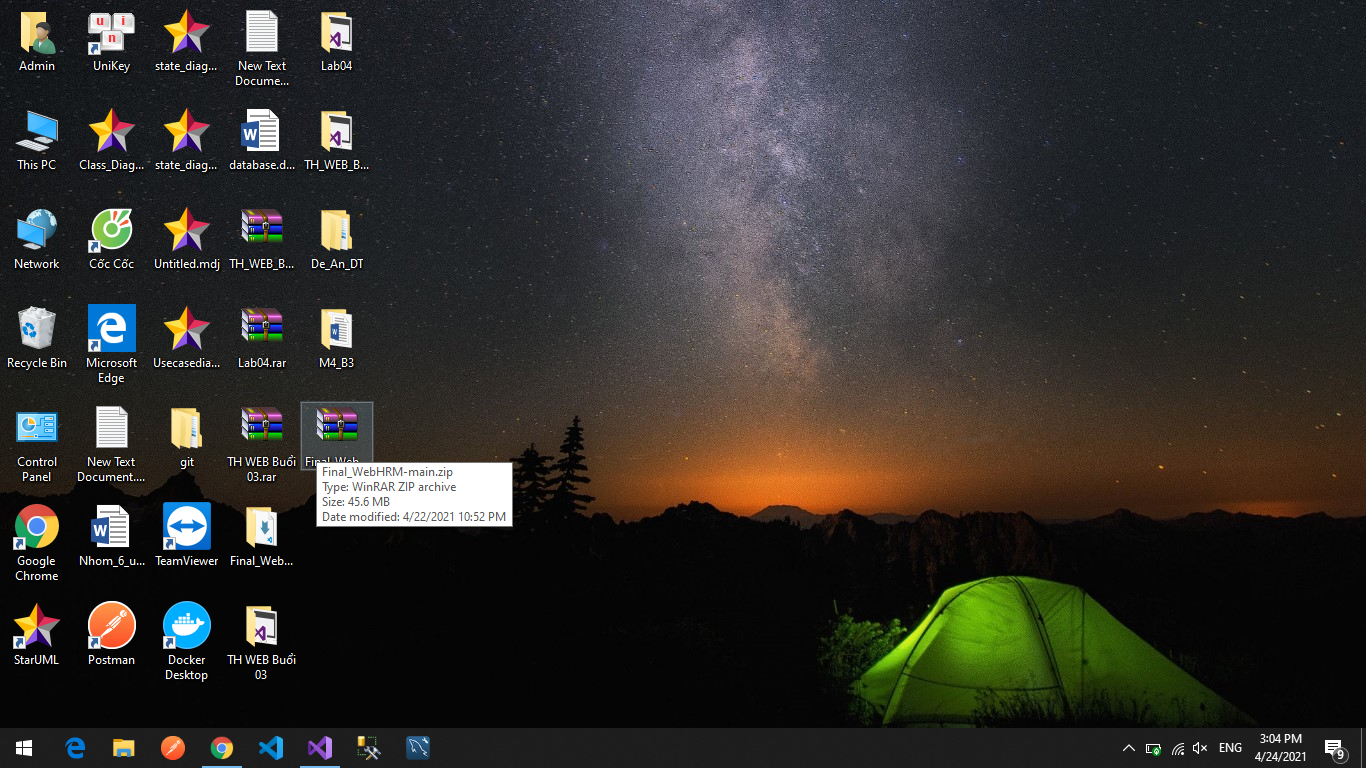 Admin
UniKey
state_diag...
New Text
Docume...
Lab04
This PC
Class_Diag...
state_diag...
database.d...
TH_WEB_B...
Network
Cốc Cốc
Untitled.mdj
TH_WEB_B...
De_An_DT
Recycle Bin
Microsoft
Edge
Usecasedia...
Lab04.rar
M4_B3
Control
Panel
New Text
Document....
git
TH WEB Buổi
03.rar
Final_Web...
Final_WebHRM-main.zip
Type: WinRAR ZIP archive
Size: 45.6 MB
Date modified: 4/22/2021 10:52 PM
Google
Chrome
Nhom_6_u...
TeamViewer
Final_Web...
StarUML
Postman
Docker
Desktop
TH WEB Buổi
03
ENG
3:04 PM
4/24/2021
9